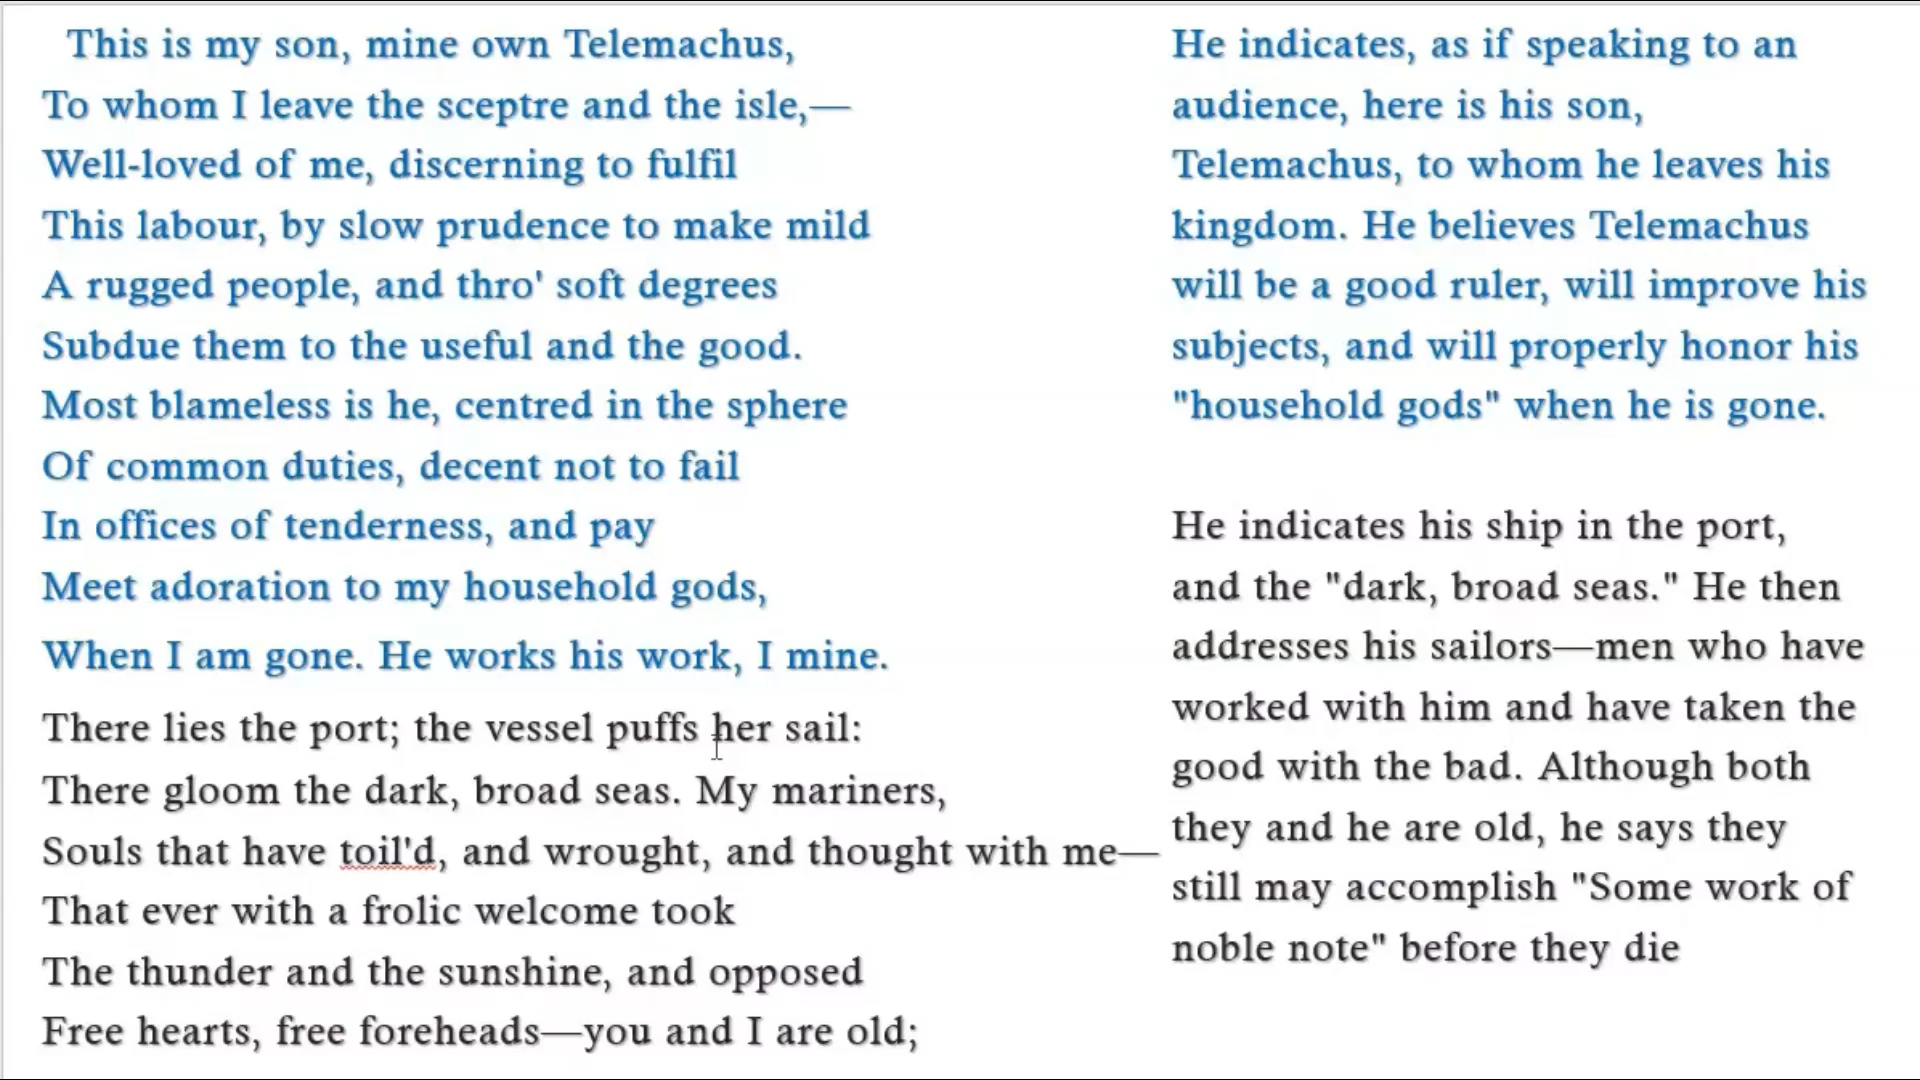 This is my son, mine own Telemachus,
To whom I leave the sceptre and the isle,—
Well-loved of me, discerning to fulfil
This labour, by slow prudence to make mild
A rugged people, and thro' soft degrees
Subdue them to the useful and the good.
Most blameless is he, centred in the sphere
Of common duties, decent not to fail
In offices of tenderness, and pay
Meet adoration to my household gods,
When I am gone. He works his work, I mine.
There lies the port; the vessel puffs her sail:
There gloom the dark, broad seas. My mariners,
Souls that have toil'd, and wrought, and thought with me—
That ever with a frolic welcome took
The thunder and the sunshine, and opposed
Free hearts, free foreheads—you and I are old;
He indicates, as if speaking to an
audience, here is his son,
Telemachus, to whom he leaves his
kingdom. He believes Telemachus
will be a good ruler, will improve his
subjects, and will properly honor his
"household gods" when he is gone.
He indicates his ship in the port,
and the "dark, broad seas." He then
addresses his sailors—men who have
worked with him and have taken the
good with the bad. Although both
they and he are old, he says they
still may accomplish "Some work of
noble note" before they die